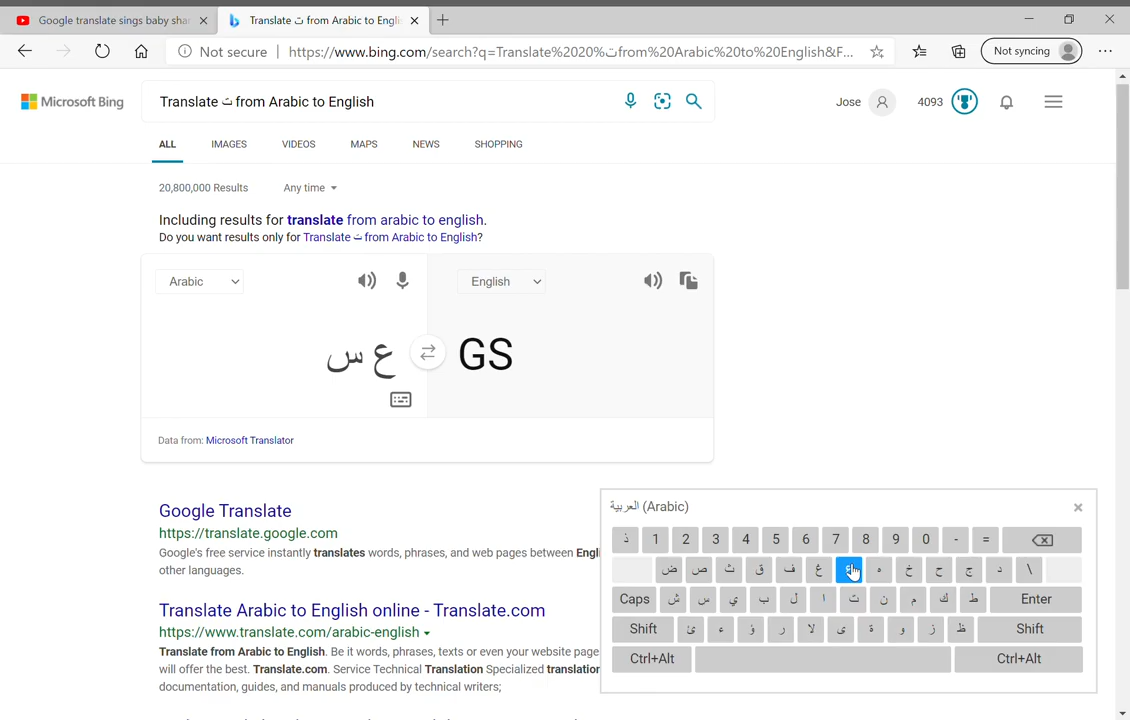 Google translate sings baby shar
Translate ت from Arabic to Engli
Not secure | https://www.bing.com/search?q=Translate%2020%ت from%20Arabic%20to%20English&F...
Not syncing
Microsoft Bing
Translate ت from Arabic to English
Jose
4093
ALL IMAGES VIDEOS MAPS NEWS SHOPPING
20,800,000 Results Any time
Including results for translate from arabic to english.
Do you want results only for Translate ت from Arabic to English?
Arabic
English
ع س
GS
Data from: Microsoft Translator
Google Translate
https://translate.google.com
Google's free service instantly translates words, phrases, and web pages between Engl
other languages.
Translate Arabic to English online - Translate.com
https://www.translate.com/arabic-english
Translate from Arabic to English. Be it words, phrases, texts or even your website page
will offer the best. Translate.com. Service Technical Translation Specialized translation
documentation, guides, and manuals produced by technical writers;
العربية (Arabic)
ذ 1 2 3 4 5 6 7 8 9 0 - =
ض ص ث ق ف غ ه خ ح ج د \
Caps ش س ي ب ل ا ت ن م ك ط Enter
Shift ئ ء ؤ ر لا ى ة و ز ظ Shift
Ctrl+Alt Ctrl+Alt